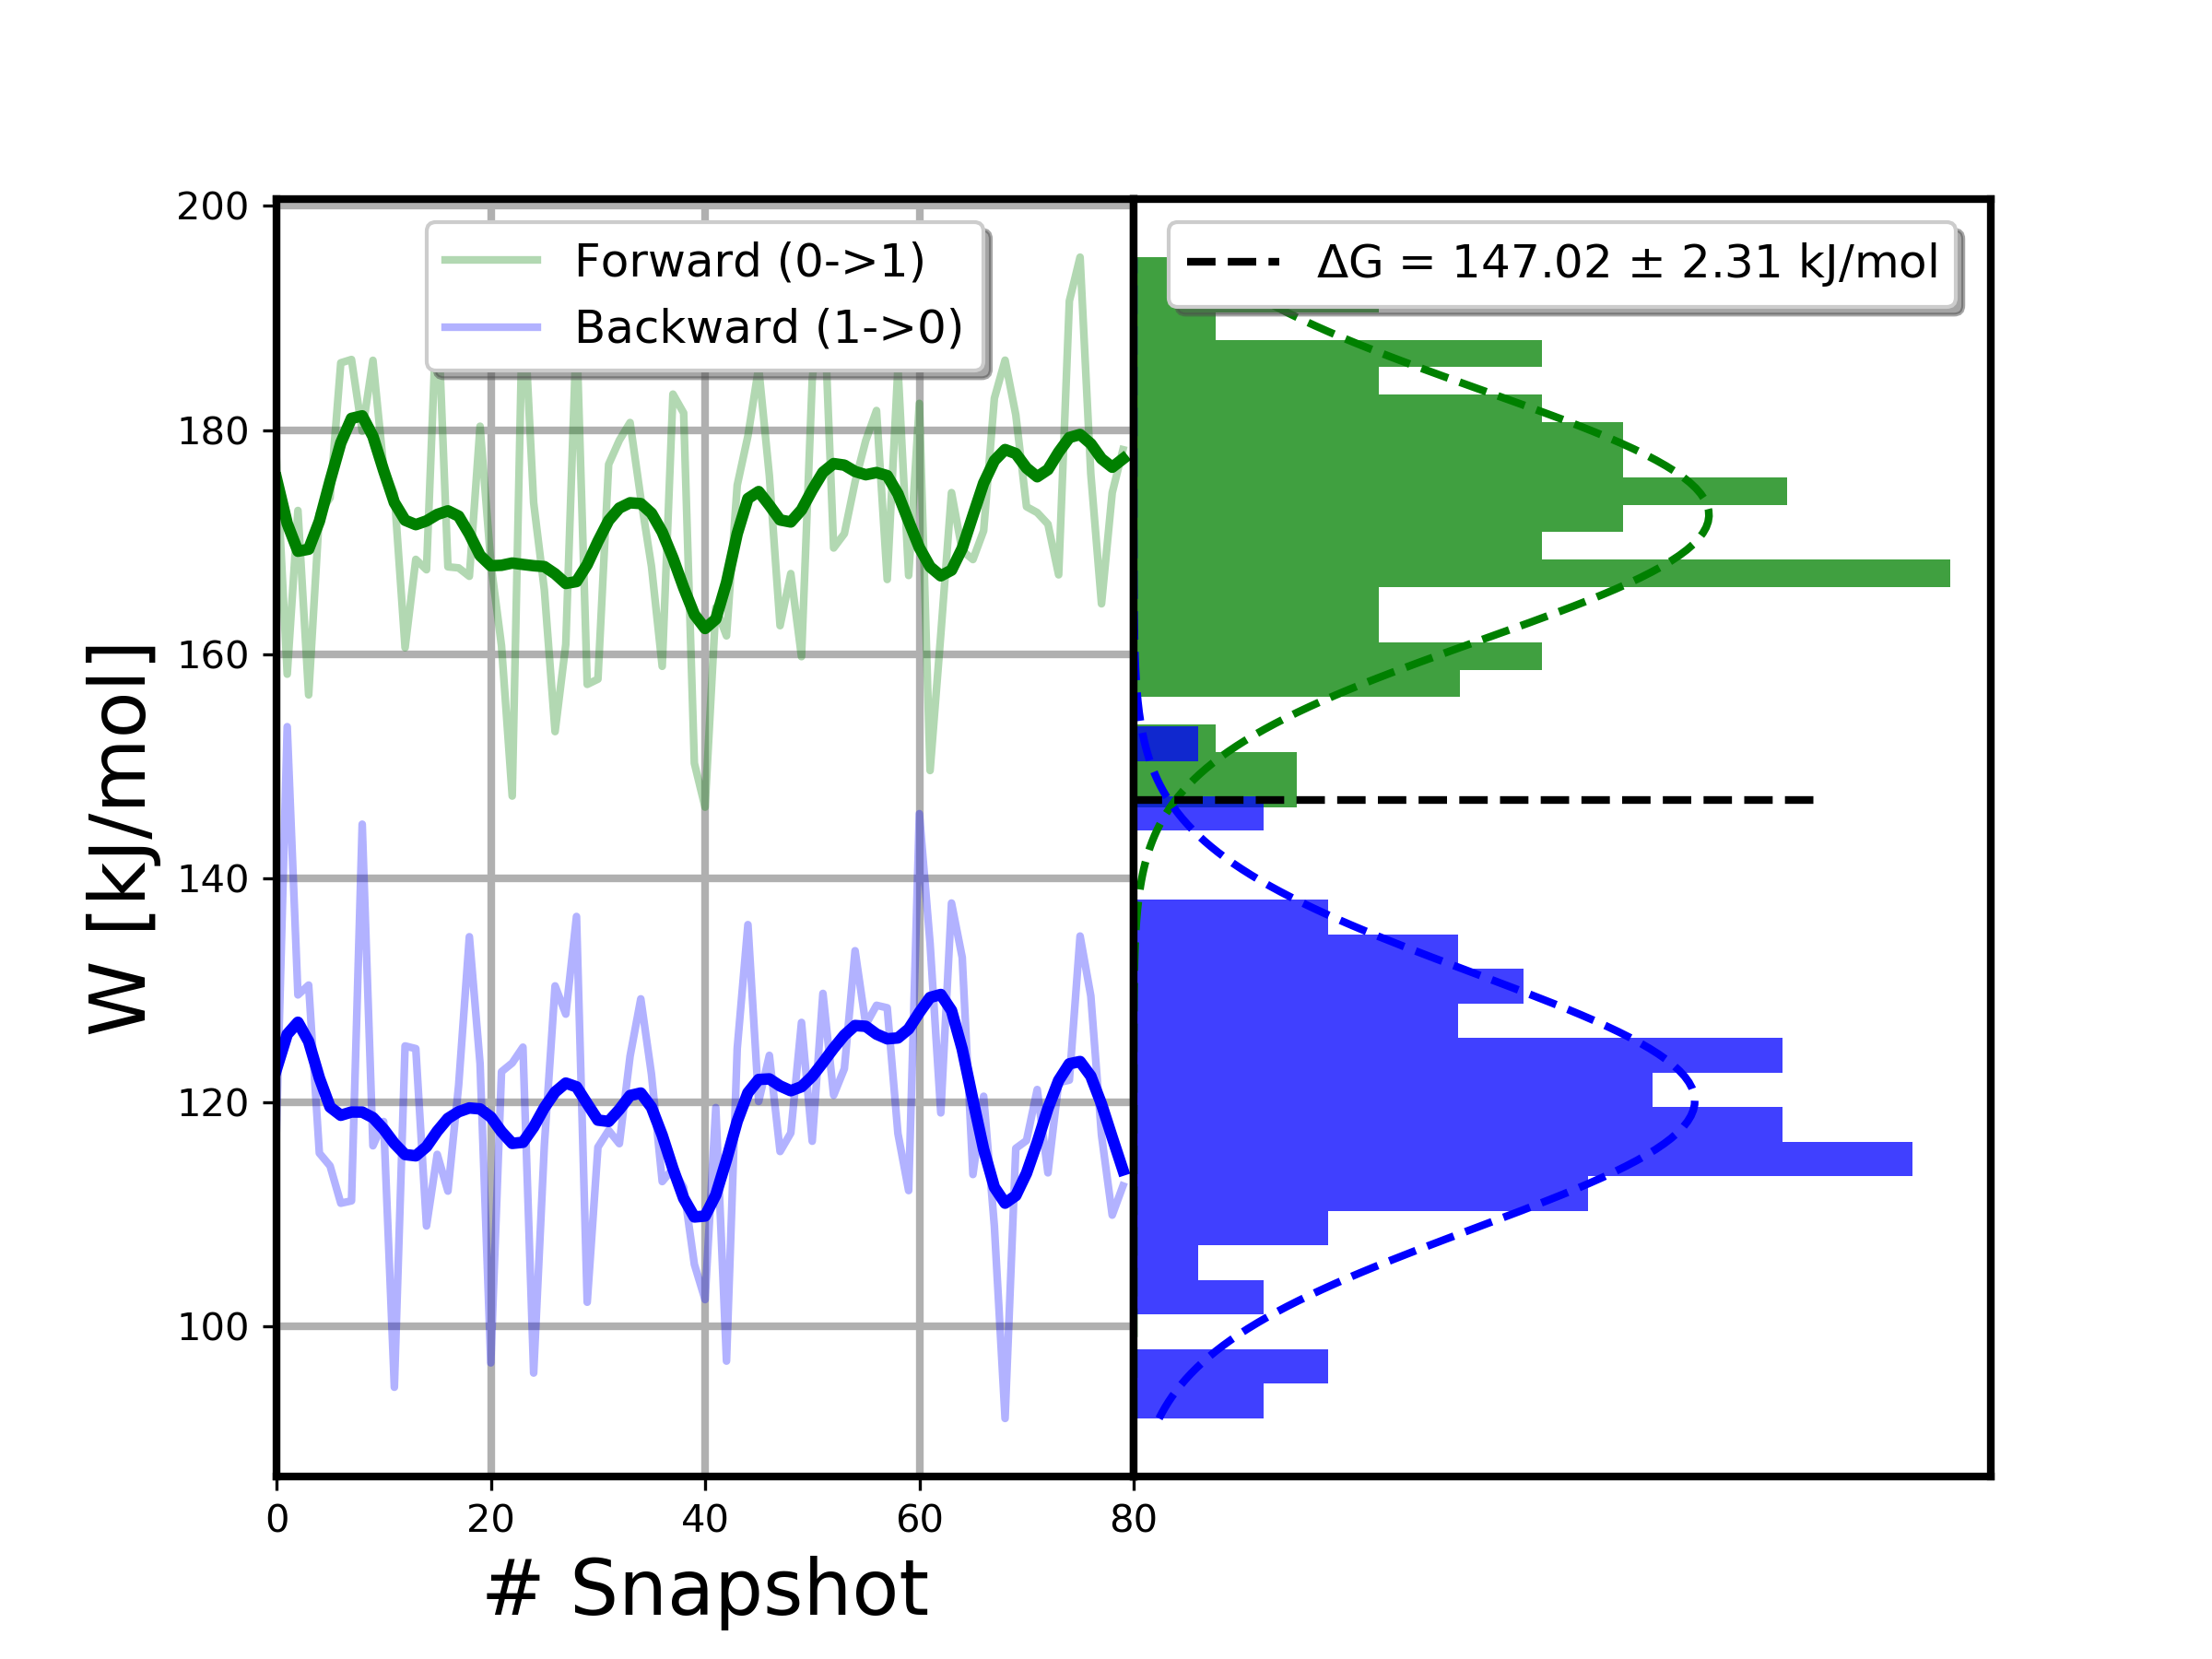 200
180
160
140
120
100
W [kJ/mol]
Forward (0->1)
Backward (1->0)
ΔG = 147.02 ± 2.31 kJ/mol
0 20 40 60 80
# Snapshot